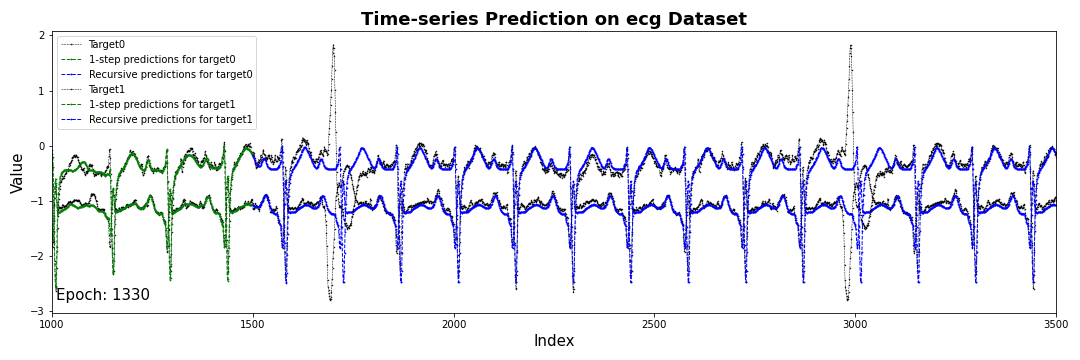 Time-series Prediction on ecg Dataset
2
1
0
−1
−2
−3
Value
Target0
1-step predictions for target0
Recursive predictions for target0
Target1
1-step predictions for target1
Recursive predictions for target1
Epoch: 1330
1000 1500 2000 2500 3000 3500
Index